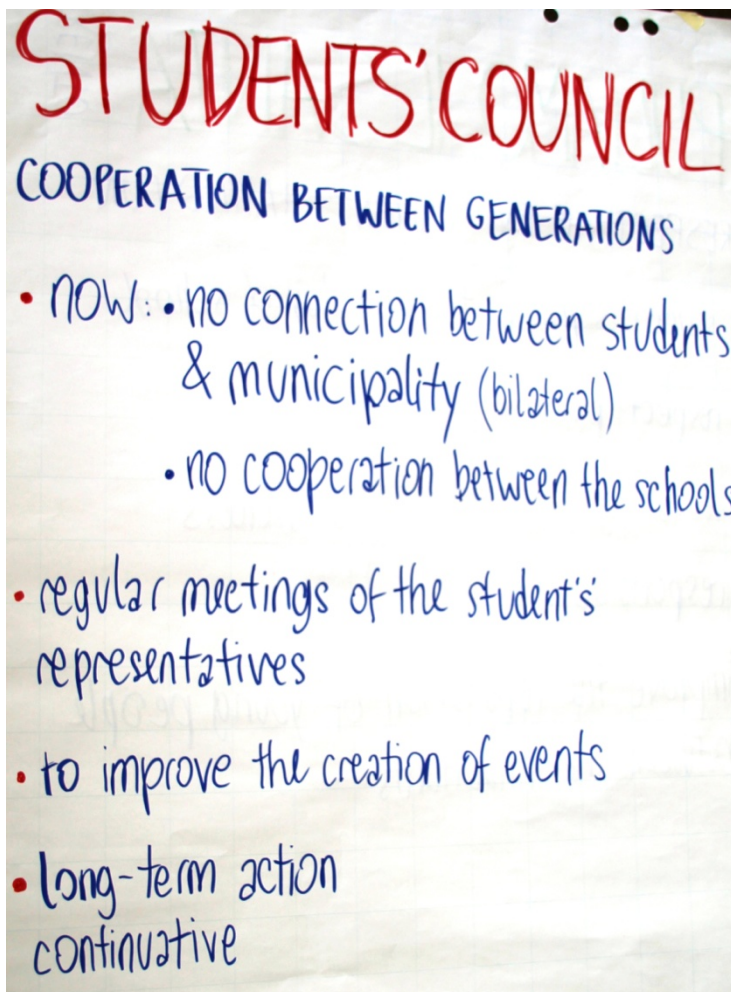 STUDENTS' COUNCIL
COOPERATION BETWEEN GENERATIONS
• now: • no connection between students
& municipality (bilateral)
• no cooperation between the schools
• regular meetings of the student's'
representatives
• to improve the creation of events
• long-term action
continuative